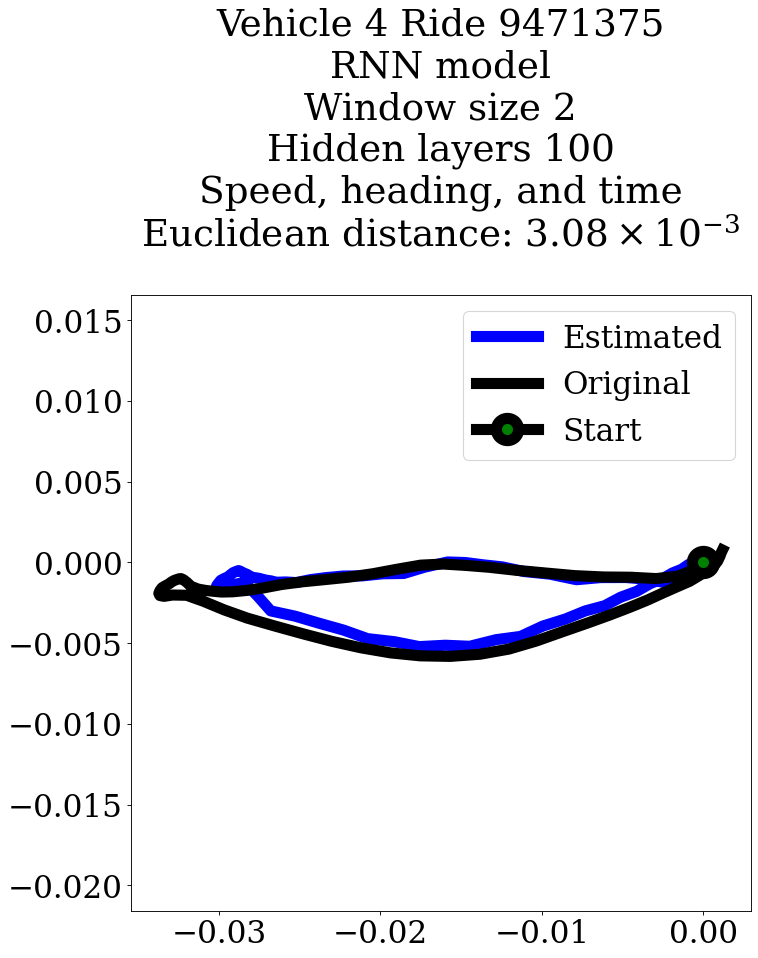 Vehicle 4 Ride 9471375
RNN model
Window size 2
Hidden layers 100
Speed, heading, and time
Euclidean distance: 3.08 × 10⁻³
Estimated
Original
Start
0.015
0.010
0.005
0.000
−0.005
−0.010
−0.015
−0.020
−0.03 −0.02 −0.01 0.00